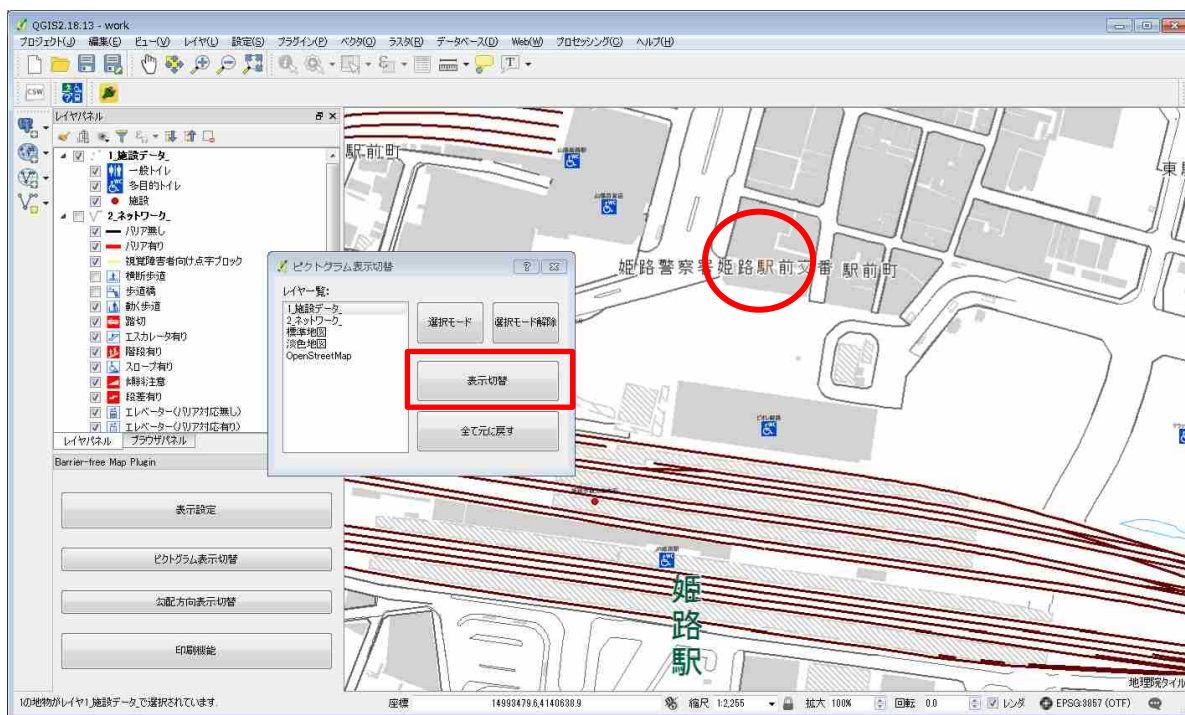 QGIS2.18.13 - work
プロジェクト(J) 編集(E) ビュー(V) レイヤ(L) 設定(S) プラグイン(P) ベクタ(O) ラスタ(R) データベース(D) Web(W) プロセッシング(C) ヘルプ(H)
CSW
レイヤパネル
1_施設データ_
一般トイレ
多目的トイレ
施設
2_ネットワーク_
バリア無し
バリア有り
視覚障害者向け点字ブロック
横断歩道
歩道橋
動く歩道
踏切
エスカレータ有り
階段有り
スロープ有り
傾斜注意
段差有り
エレベーター(バリア対応無し)
エレベーター(バリア対応有り)
レイヤパネル ブラウザパネル
Barrier-free Map Plugin
表示設定
ピクトグラム表示切替
勾配方向表示切替
印刷機能
ピクトグラム表示切替
レイヤ一覧:
1_施設データ_
2_ネットワーク_
標準地図
淡色地図
OpenStreetMap
選択モード 選択モード解除
表示切替
全て元に戻す
駅前町
姫路警察署姫路駅前交番 駅前町
姫路駅
地理院タイル
1の地物がレイヤ1_施設データ_で選択されています.
座標 14993479.6,4140638.9 縮尺 1:2,255 拡大 100% 回転 0.0 レンダ EPSG:3857 (OTF)